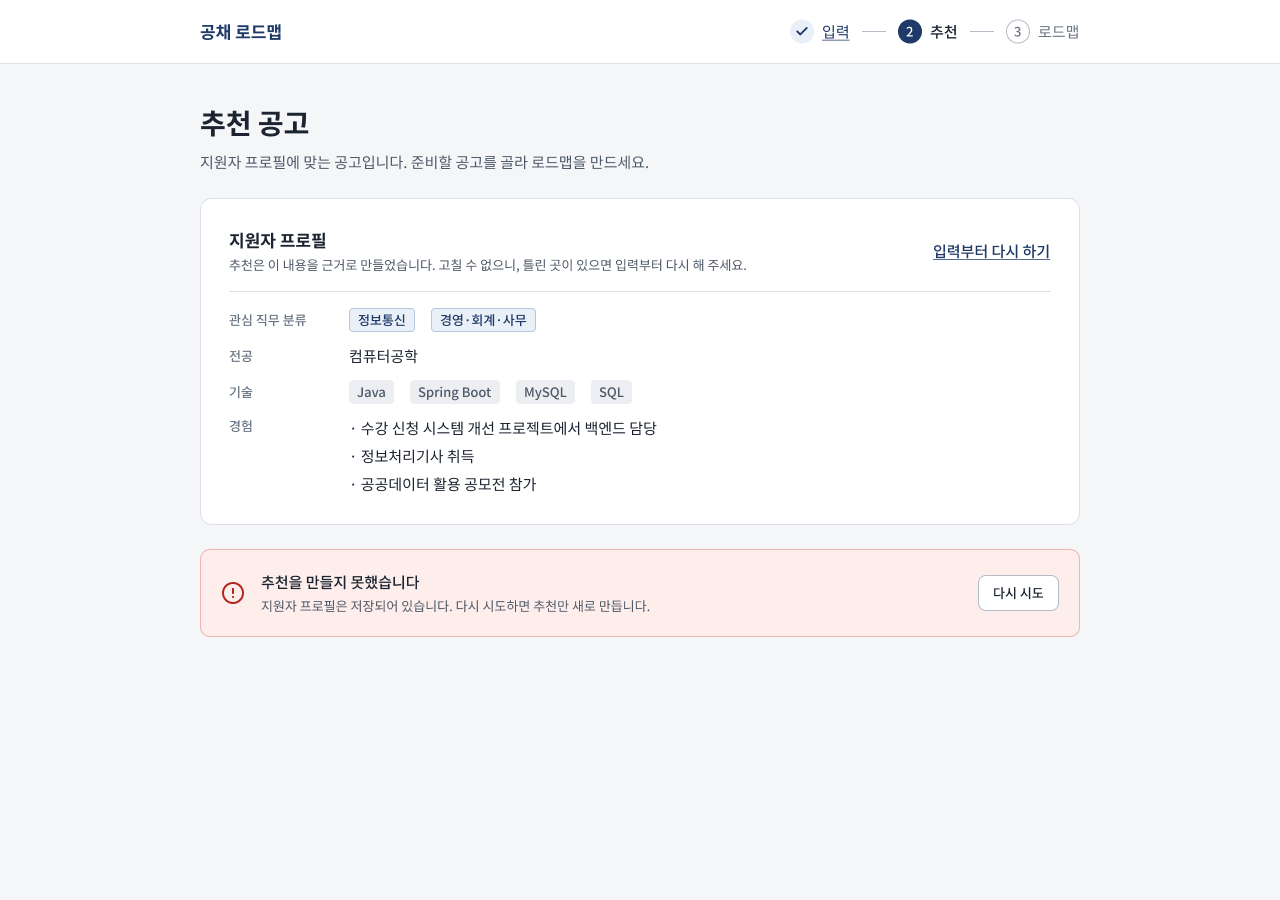 공채 로드맵
입력
2 추천
3 로드맵
추천 공고
지원자 프로필에 맞는 공고입니다. 준비할 공고를 골라 로드맵을 만드세요.
지원자 프로필
추천은 이 내용을 근거로 만들었습니다. 고칠 수 없으니, 틀린 곳이 있으면 입력부터 다시 해 주세요.
입력부터 다시 하기
관심 직무 분류 정보통신 경영·회계·사무
전공 컴퓨터공학
기술 Java Spring Boot MySQL SQL
경험 · 수강 신청 시스템 개선 프로젝트에서 백엔드 담당
· 정보처리기사 취득
· 공공데이터 활용 공모전 참가
추천을 만들지 못했습니다
지원자 프로필은 저장되어 있습니다. 다시 시도하면 추천만 새로 만듭니다.
다시 시도